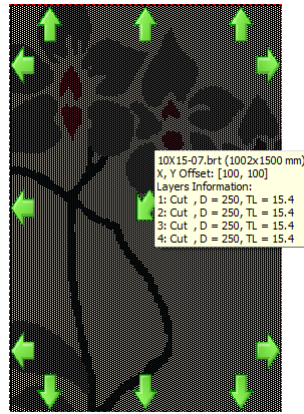 10X15-07.brt (1002x1500 mm)
X, Y Offset: [100, 100]
Layers Information:
1: Cut , D = 250, TL = 15.4
2: Cut , D = 250, TL = 15.4
3: Cut , D = 250, TL = 15.4
4: Cut , D = 250, TL = 15.4